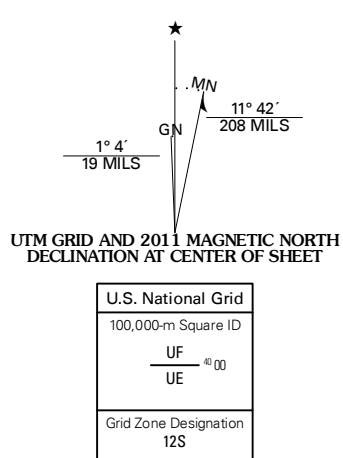 ★
MN
GN
11° 42´
208 MILS
1° 4´
19 MILS
UTM GRID AND 2011 MAGNETIC NORTH
DECLINATION AT CENTER OF SHEET
U.S. National Grid
100,000-m Square ID
UF
40 00
UE
Grid Zone Designation
12S